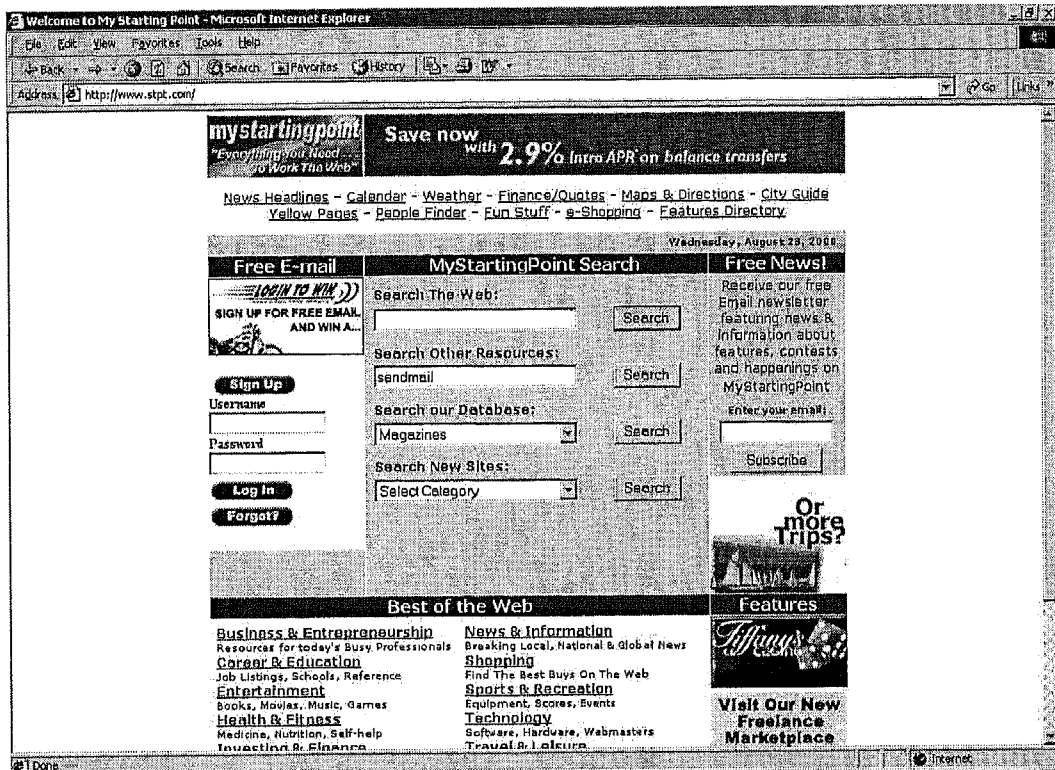 Welcome to My Starting Point - Microsoft Internet Explorer
File Edit View Favorites Tools Help
Back Search Favorites History
Address http://www.stpt.com/ Go Links »
mystartingpoint
"Everything You Need....
To Work The Web"
Save now
with 2.9% Intro APR on balance transfers
News Headlines - Calendar - Weather - Finance/Quotes - Maps & Directions - City Guide
Yellow Pages - People Finder - Fun Stuff - e-Shopping - Features Directory
Wednesday, August 23, 2000
Free E-mail
LOGIN TO WIN
SIGN UP FOR FREE EMAIL
AND WIN A...
Sign Up
Username
Password
Log In
Forgot?
MyStartingPoint Search
Search The Web:
Search
Search Other Resources:
sendmail Search
Search our Database:
Magazines Search
Search New Sites:
Select Category Search
Free News!
Receive our free
Email newsletter
featuring news &
information about
features, contests
and happenings on
MyStartingPoint
Enter your email:
Subscribe
Or
more
Trips?
Best of the Web
Business & Entrepreneurship
Resources for today's Busy Professionals
Career & Education
Job Listings, Schools, Reference
Entertainment
Books, Movies, Music, Games
Health & Fitness
Medicine, Nutrition, Self-help
Investing & Finance
News & Information
Breaking Local, National & Global News
Shopping
Find The Best Buys On The Web
Sports & Recreation
Equipment, Scores, Events
Technology
Software, Hardware, Webmasters
Travel & Leisure
Features
Tiffany's
Visit Our New
Freelance
Marketplace
Done Internet